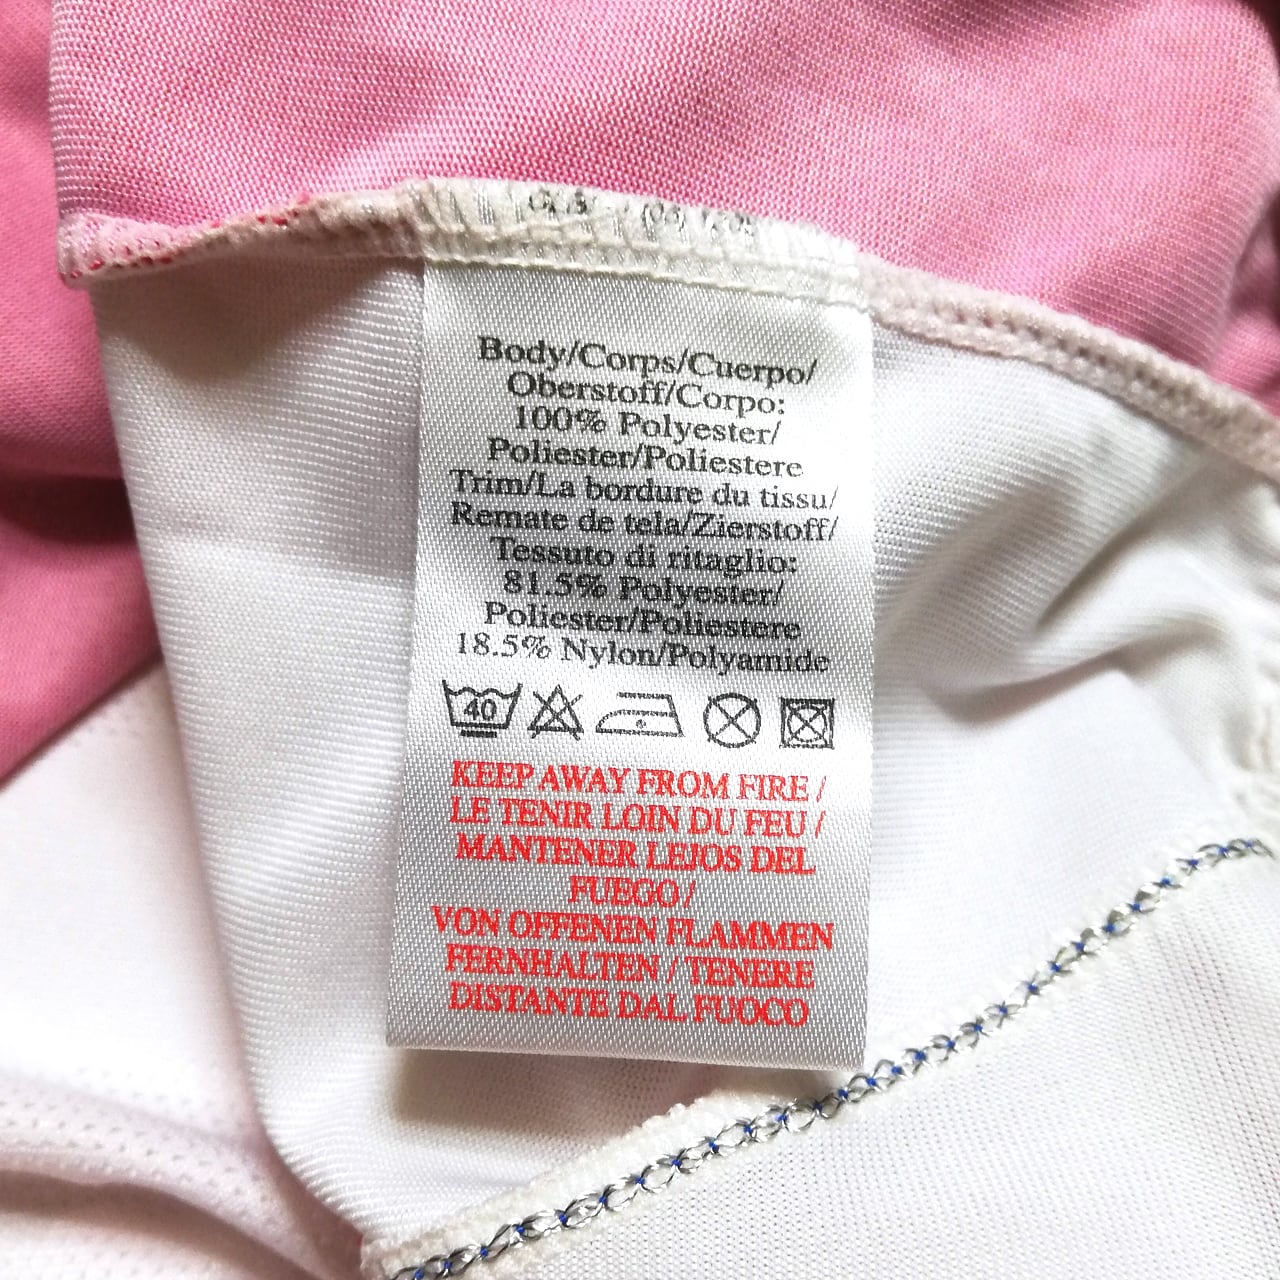 Body/Corps/Cuerpo/
Oberstoff/Corpo:
100% Polyester/
Poliester/Poliestere
Trim/La bordure du tissu/
Remate de tela/Zierstoff/
Tessuto di ritaglio:
81.5% Polyester/
Poliester/Poliestere
18.5% Nylon/Polyamide
40
KEEP AWAY FROM FIRE /
LE TENIR LOIN DU FEU /
MANTENER LEJOS DEL
FUEGO /
VON OFFENEN FLAMMEN
FERNHALTEN / TENERE
DISTANTE DAL FUOCO